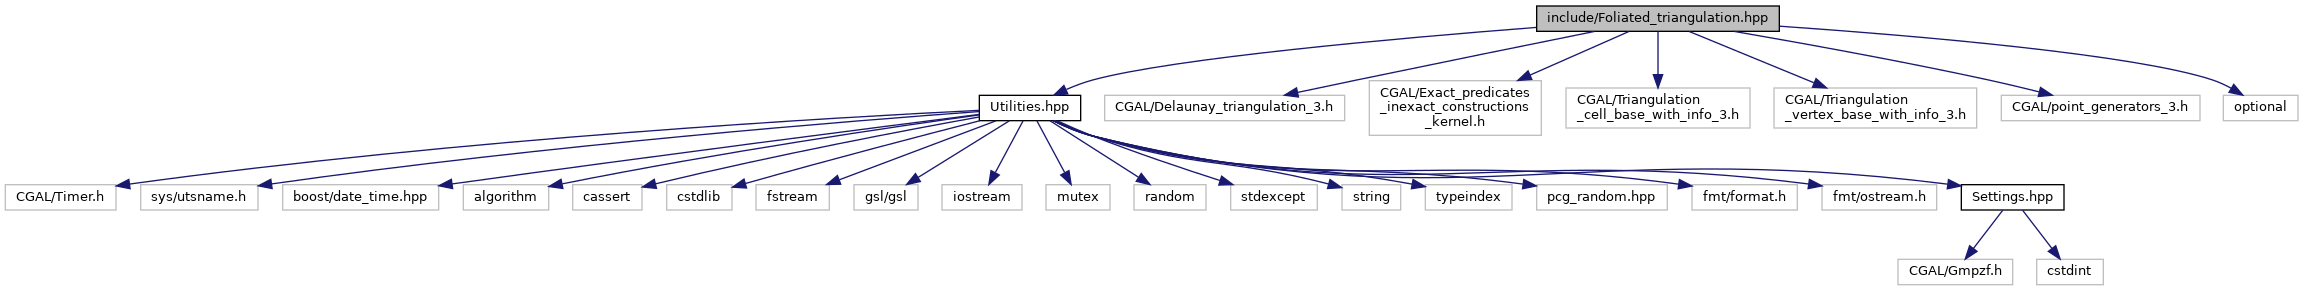 include/Foliated_triangulation.hpp
Utilities.hpp
CGAL/Delaunay_triangulation_3.h
CGAL/Exact_predicates
_inexact_constructions
_kernel.h
CGAL/Triangulation
_cell_base_with_info_3.h
CGAL/Triangulation
_vertex_base_with_info_3.h
CGAL/point_generators_3.h
optional
CGAL/Timer.h
sys/utsname.h
boost/date_time.hpp
algorithm
cassert
cstdlib
fstream
gsl/gsl
iostream
mutex
random
stdexcept
string
typeindex
pcg_random.hpp
fmt/format.h
fmt/ostream.h
Settings.hpp
CGAL/Gmpzf.h
cstdint